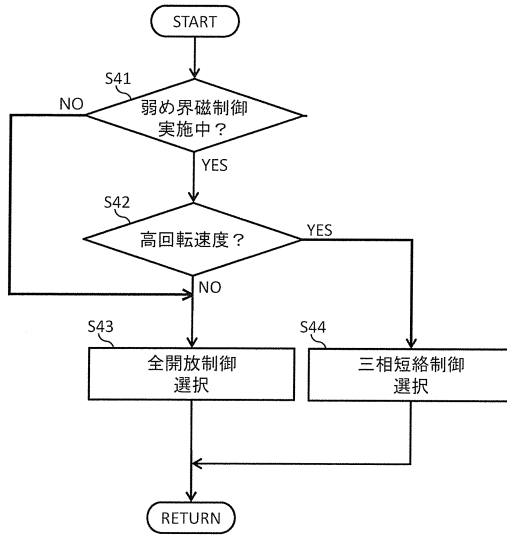 START
S41
NO
弱め界磁制御
実施中？
YES
S42
高回転速度？
YES
NO
S43
S44
全開放制御
選択
三相短絡制御
選択
RETURN